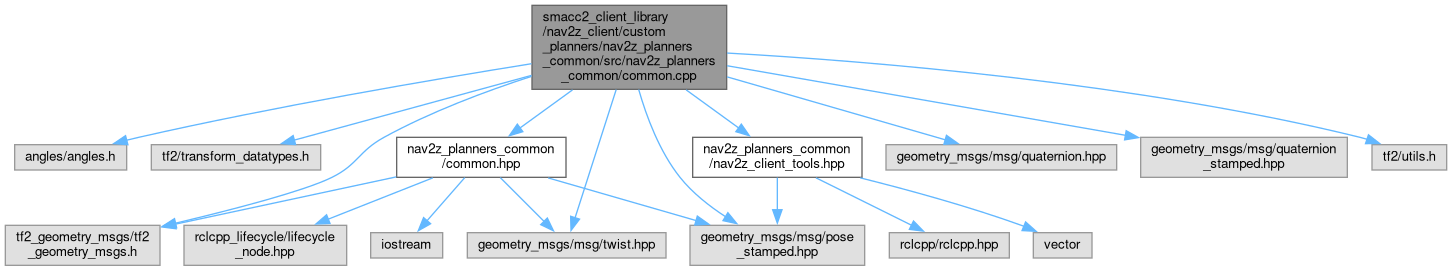 smacc2_client_library
/nav2z_client/custom
_planners/nav2z_planners
_common/src/nav2z_planners
_common/common.cpp
angles/angles.h
tf2/transform_datatypes.h
nav2z_planners_common
/common.hpp
nav2z_planners_common
/nav2z_client_tools.hpp
geometry_msgs/msg/quaternion.hpp
geometry_msgs/msg/quaternion
_stamped.hpp
tf2/utils.h
tf2_geometry_msgs/tf2
_geometry_msgs.h
rclcpp_lifecycle/lifecycle
_node.hpp
iostream
geometry_msgs/msg/twist.hpp
geometry_msgs/msg/pose
_stamped.hpp
rclcpp/rclcpp.hpp
vector